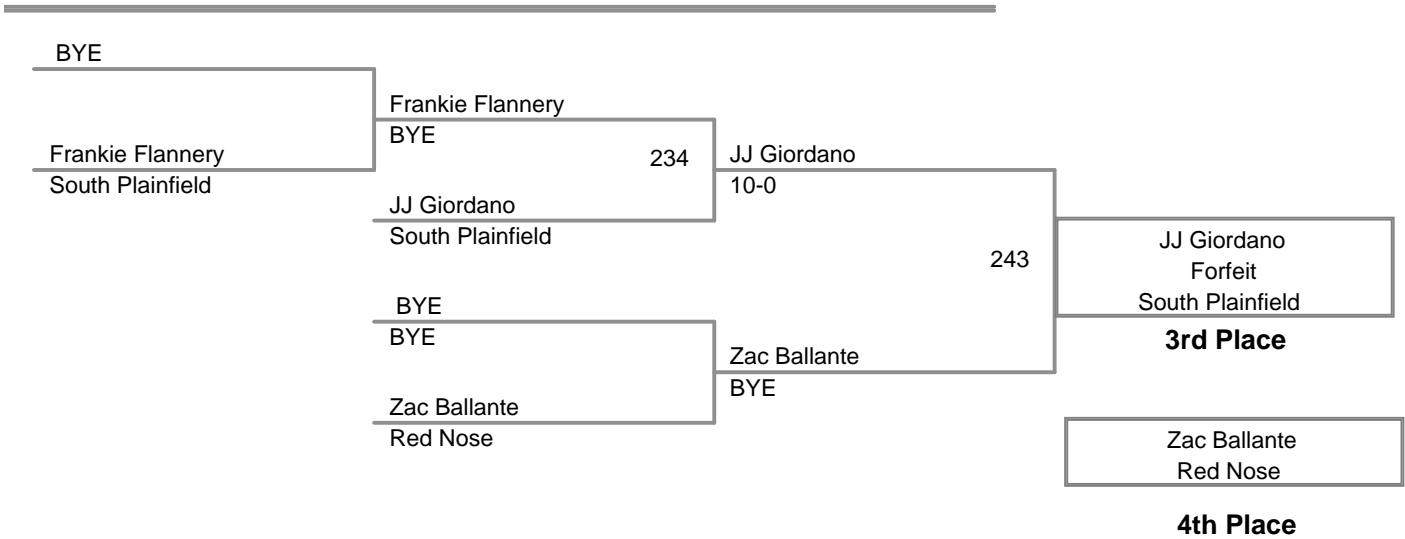 BYE
Frankie Flannery
South Plainfield
Frankie Flannery
BYE
234
JJ Giordano
South Plainfield
BYE
BYE
Zac Ballante
Red Nose
JJ Giordano
10-0
243
Zac Ballante
BYE
JJ Giordano
Forfeit
South Plainfield
3rd Place
Zac Ballante
Red Nose
4th Place